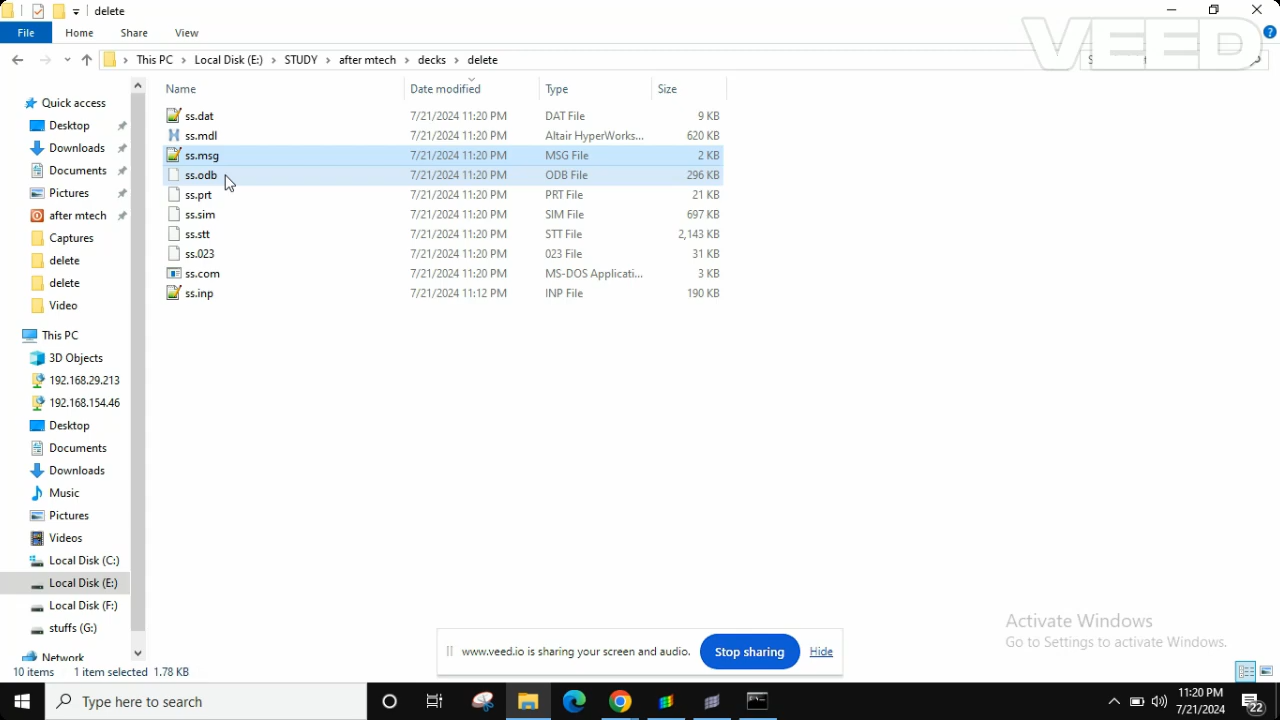 delete
File Home Share View
This PC Local Disk (E:) STUDY after mtech decks delete
VEED
Name Date modified Type Size
ss.dat 7/21/2024 11:20 PM DAT File 9 KB
ss.mdl 7/21/2024 11:20 PM Altair HyperWorks... 620 KB
ss.msg 7/21/2024 11:20 PM MSG File 2 KB
ss.odb 7/21/2024 11:20 PM ODB File 296 KB
ss.prt 7/21/2024 11:20 PM PRT File 21 KB
ss.sim 7/21/2024 11:20 PM SIM File 697 KB
ss.stt 7/21/2024 11:20 PM STT File 2,143 KB
ss.023 7/21/2024 11:20 PM 023 File 31 KB
ss.com 7/21/2024 11:20 PM MS-DOS Applicati... 3 KB
ss.inp 7/21/2024 11:12 PM INP File 190 KB
Quick access
Desktop
Downloads
Documents
Pictures
after mtech
Captures
delete
delete
Video
This PC
3D Objects
192.168.29.213
192.168.154.46
Desktop
Documents
Downloads
Music
Pictures
Videos
Local Disk (C:)
Local Disk (E:)
Local Disk (F:)
stuffs (G:)
Network
Activate Windows
Go to Settings to activate Windows.
www.veed.io is sharing your screen and audio. Stop sharing Hide
10 items 1 item selected 1.78 KB
Type here to search
11:20 PM
7/21/2024
22